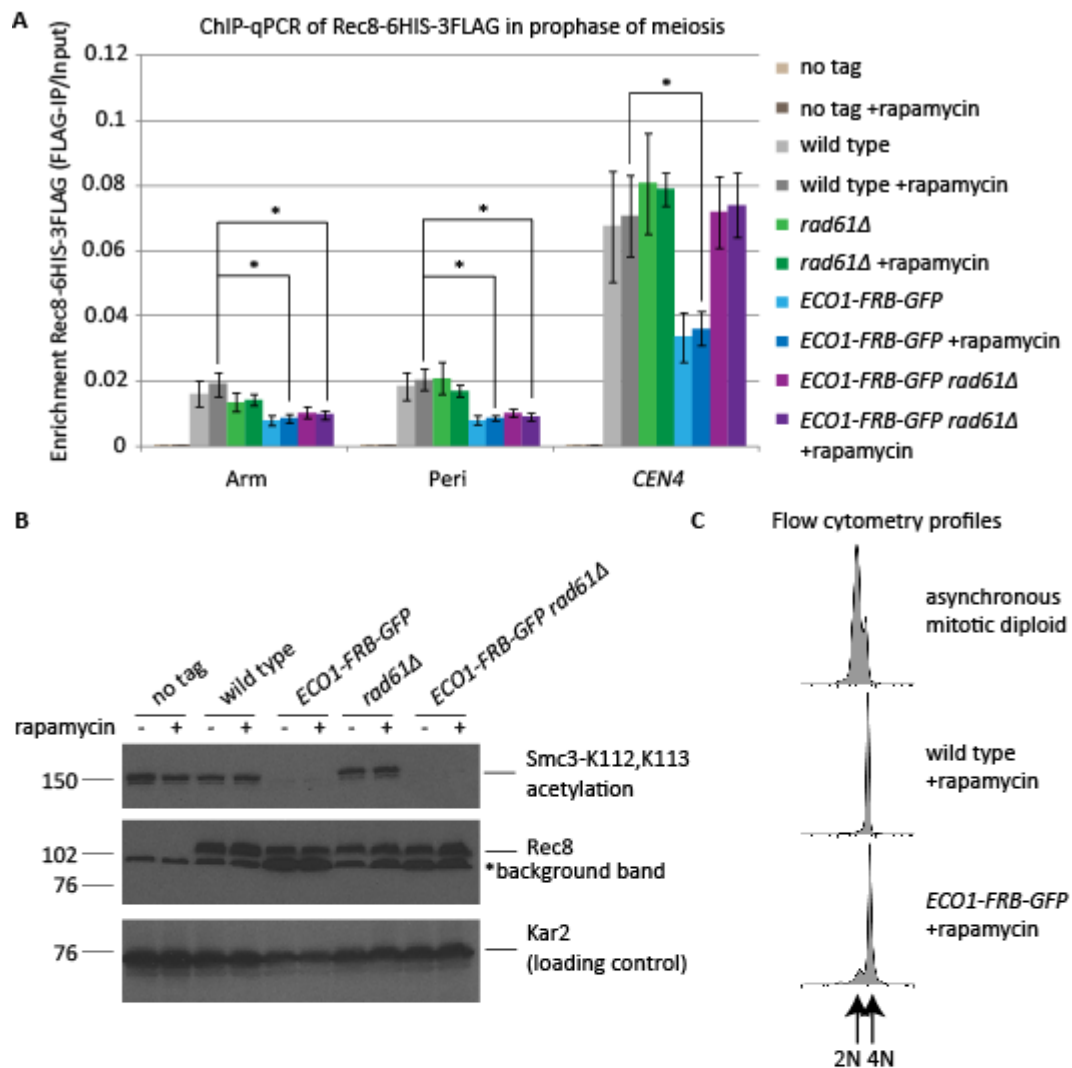 A
ChIP-qPCR of Rec8-6HIS-3FLAG in prophase of meiosis
Enrichment Rec8-6HIS-3FLAG (FLAG-IP/Input)
0.12
0.1
0.08
0.06
0.04
0.02
0
* * * * *
Arm Peri CEN4
no tag
no tag +rapamycin
wild type
wild type +rapamycin
rad61Δ
rad61Δ +rapamycin
ECO1-FRB-GFP
ECO1-FRB-GFP +rapamycin
ECO1-FRB-GFP rad61Δ
ECO1-FRB-GFP rad61Δ
+rapamycin
B
no tag
wild type
ECO1-FRB-GFP
rad61Δ
ECO1-FRB-GFP rad61Δ
rapamycin - + - + - + - + - +
150
Smc3-K112,K113
acetylation
102
76
Rec8
*background band
76
Kar2
(loading control)
C
Flow cytometry profiles
asynchronous
mitotic diploid
wild type
+rapamycin
ECO1-FRB-GFP
+rapamycin
2N 4N